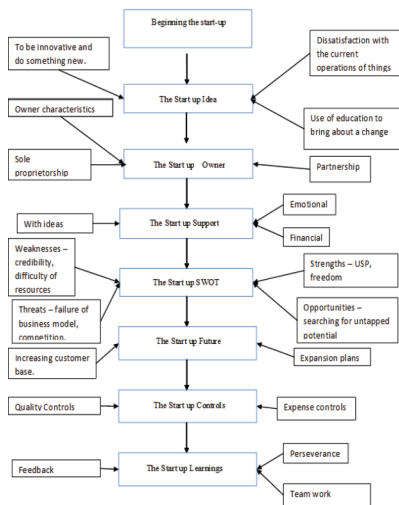 Beginning the start-up
To be innovative and
do something new.
Dissatisfaction with
the current
operations of things
The Start up Idea
Owner characteristics
Use of education to
bring about a change
Sole
proprietorship
The Start up Owner
Partnership
Emotional
With ideas
The Start up Support
Financial
Weaknesses –
credibility,
difficulty of
resources
Strengths – USP,
freedom
The Start up SWOT
Threats – failure of
business model,
competition.
Opportunities –
searching for untapped
potential
The Start up Future
Increasing customer
base.
Expansion plans
Quality Controls
The Start up Controls
Expense controls
Perseverance
Feedback
The Start up Learnings
Team work